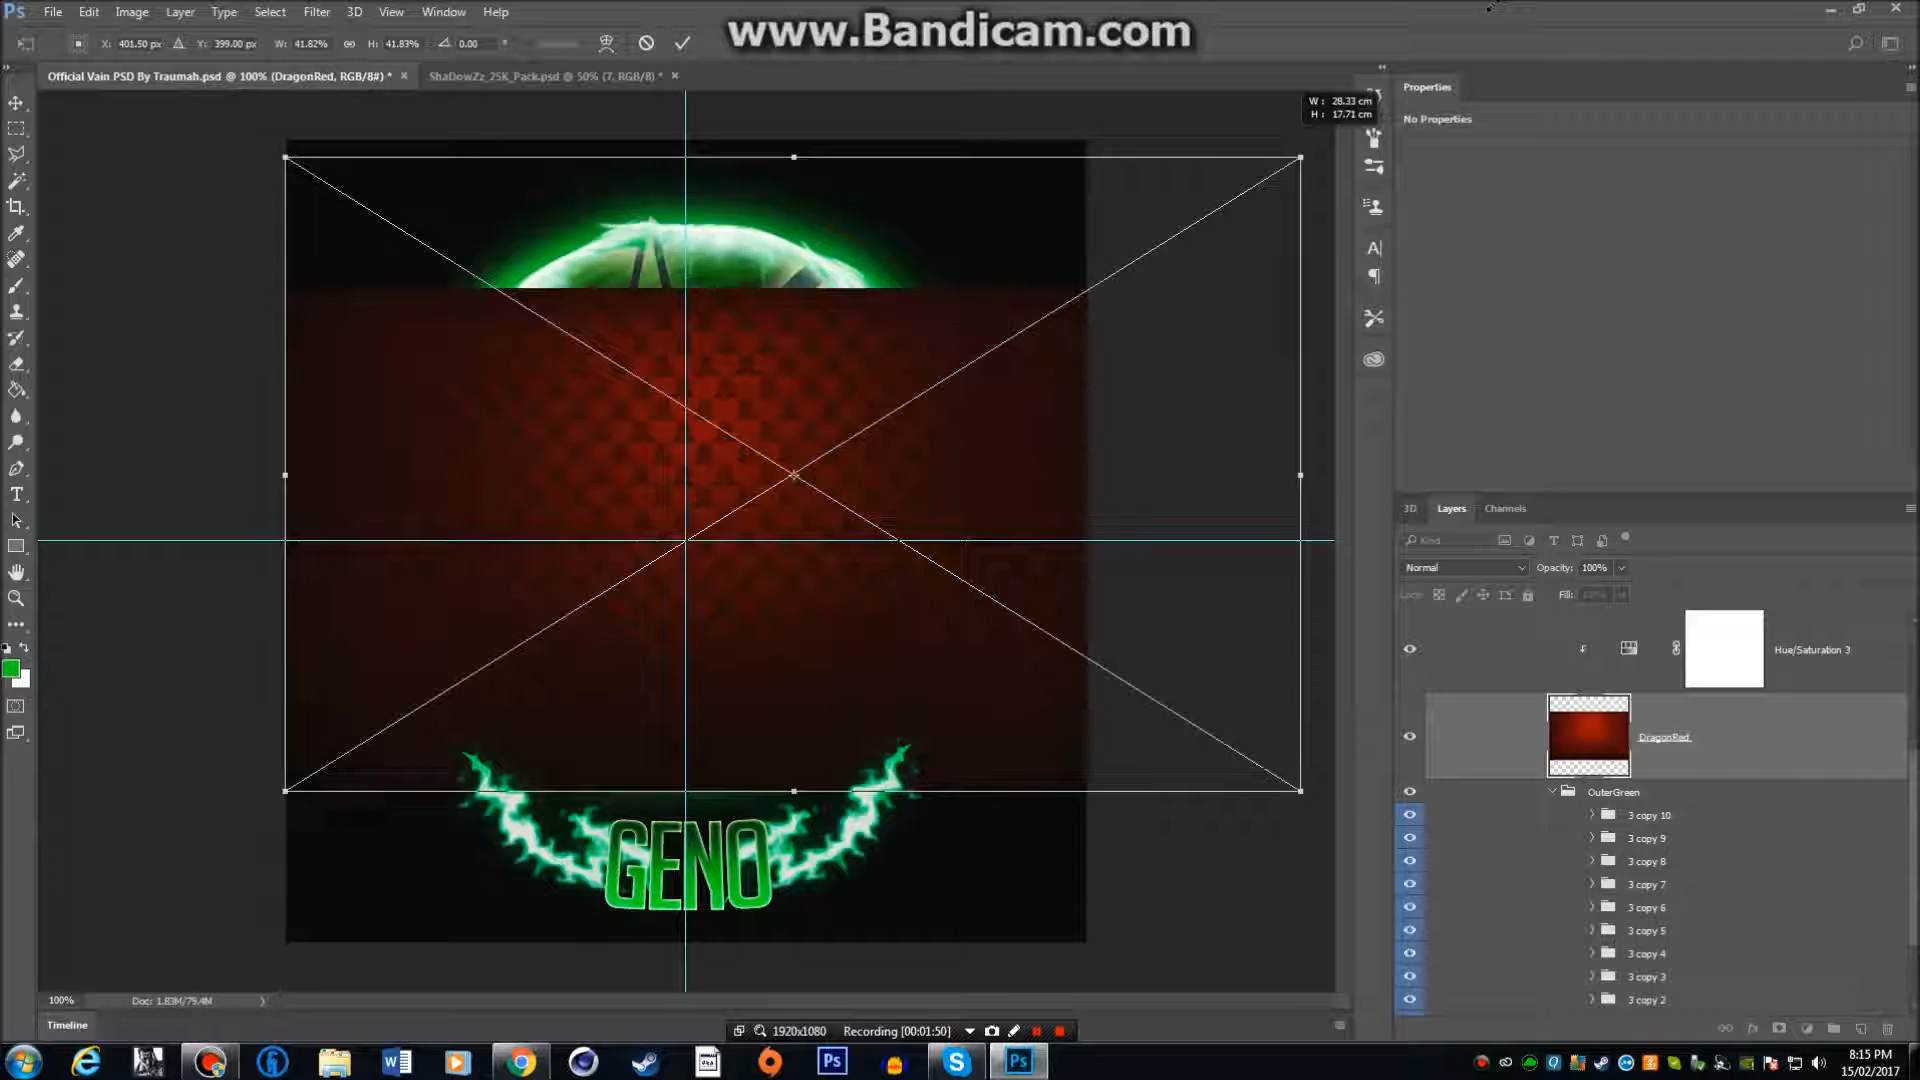 Ps File Edit Image Layer Type Select Filter 3D View Window Help
www.Bandicam.com
X: 401.50 px Y: 399.00 px W: 41.82% H: 41.83% 0.00 °
Official Vain PSD By Traumah.psd @ 100% (DragonRed, RGB/8#) * × ShaDowZz_25K_Pack.psd @ 50% (7, RGB/8) * ×
W : 28.33 cm
H : 17.71 cm
Properties
No Properties
GENO
3D Layers Channels
Kind
Normal Opacity: 100%
Lock: Fill:
Hue/Saturation 3
DragonRed
OuterGreen
3 copy 10
3 copy 9
3 copy 8
3 copy 7
3 copy 6
3 copy 5
3 copy 4
3 copy 3
3 copy 2
100% Doc: 1.83M/79.4M
Timeline
1920x1080 Recording [00:01:50]
8:15 PM
15/02/2017